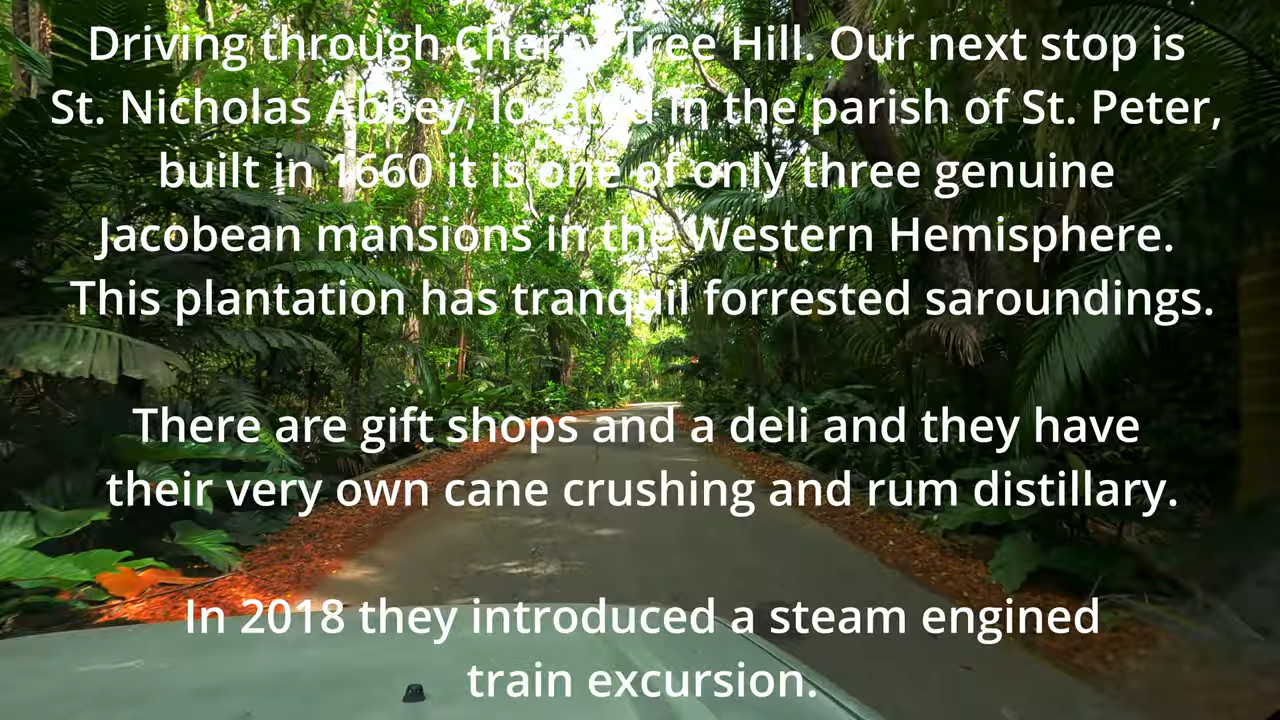 Driving through Cherry Tree Hill. Our next stop is
St. Nicholas Abbey, located in the parish of St. Peter,
built in 1660 it is one of only three genuine
Jacobean mansions in the Western Hemisphere.
This plantation has tranquil forrested saroundings.
There are gift shops and a deli and they have
their very own cane crushing and rum distillary.
In 2018 they introduced a steam engined
train excursion.